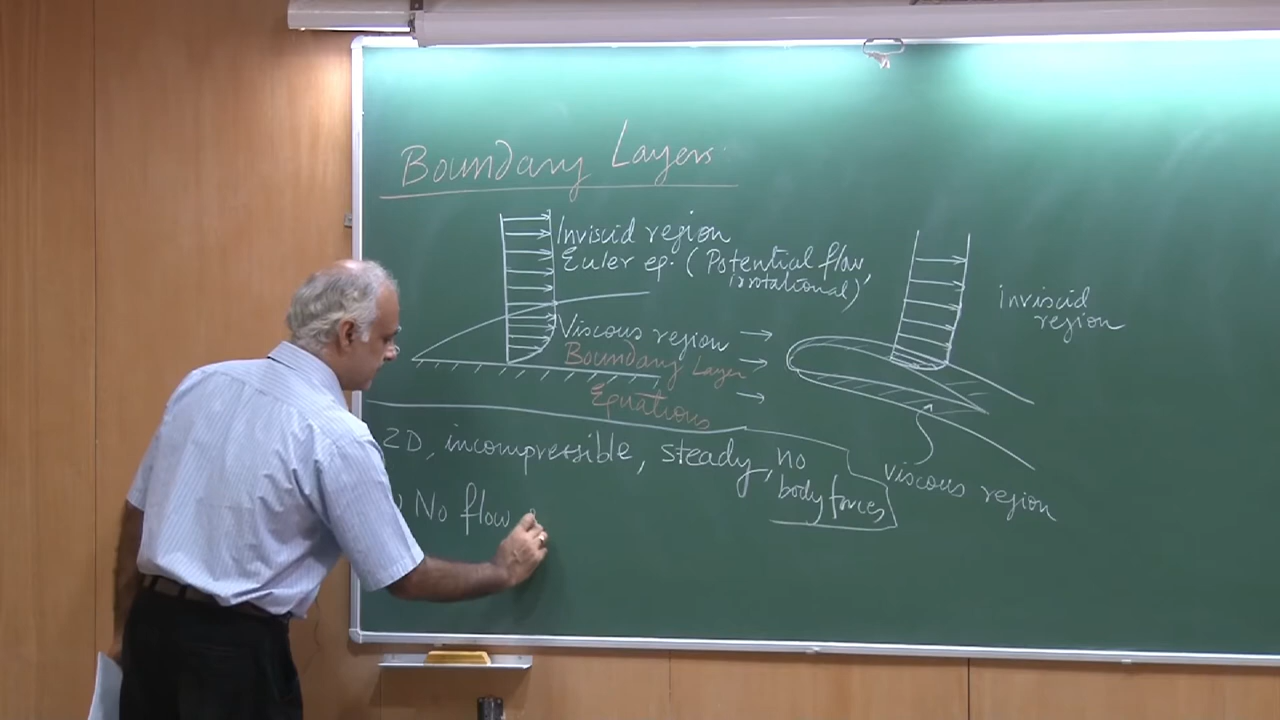 Boundary Layers
Inviscid region
Euler eq. (Potential flow,
irrotational)
Viscous region
Boundary Layer
Equations
inviscid
region
viscous region
2D, incompressible, steady, no
body forces
No flow